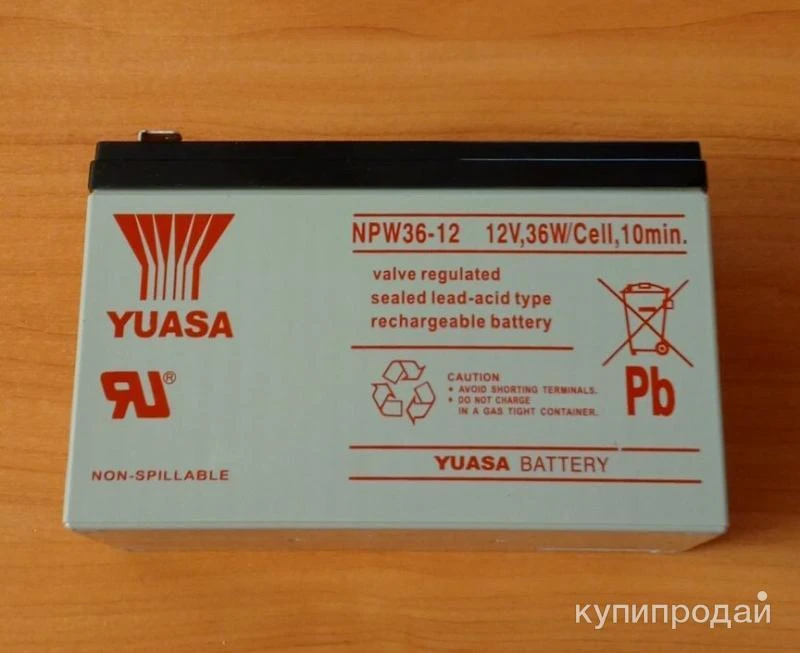 YUASA
RU®
NON-SPILLABLE
NPW36-12 12V,36W/Cell,10min.
valve regulated
sealed lead-acid type
rechargeable battery
CAUTION
• AVOID SHORTING TERMINALS.
• DO NOT CHARGE
IN A GAS TIGHT CONTAINER.
Pb
YUASA BATTERY
купипродай